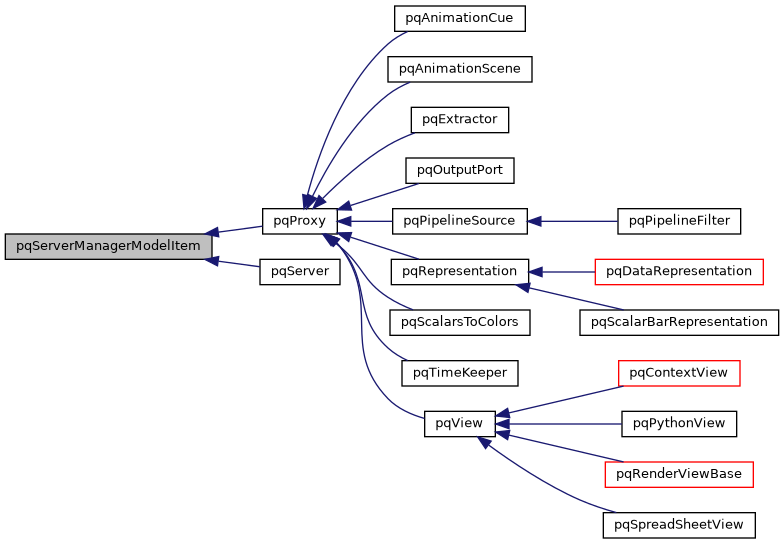 pqAnimationCue
pqAnimationScene
pqExtractor
pqOutputPort
pqProxy
pqPipelineSource
pqPipelineFilter
pqServerManagerModelItem
pqServer
pqRepresentation
pqDataRepresentation
pqScalarsToColors
pqScalarBarRepresentation
pqTimeKeeper
pqContextView
pqView
pqPythonView
pqRenderViewBase
pqSpreadSheetView